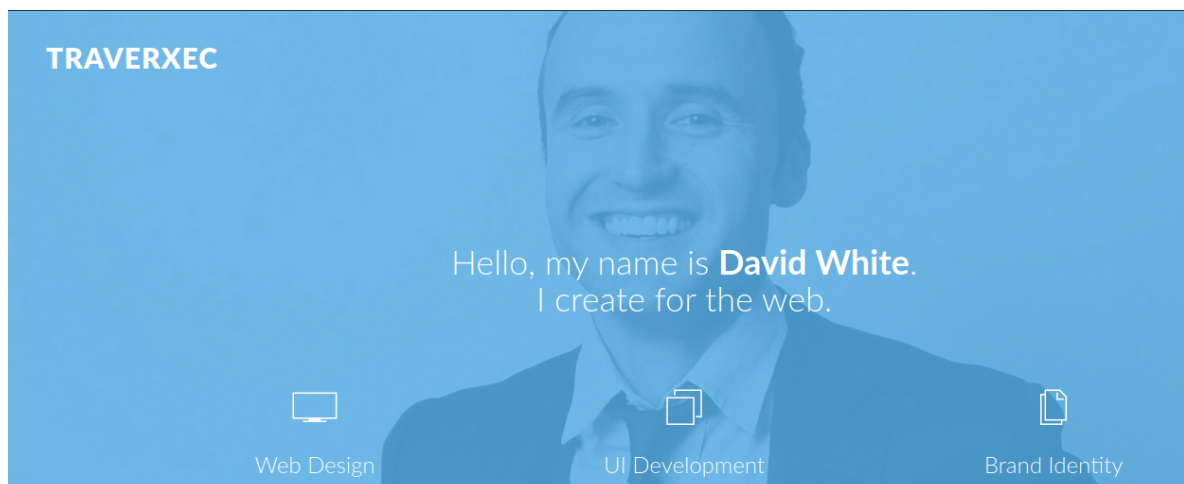 TRAVERXEC
Hello, my name is David White.
I create for the web.
Web Design
UI Development
Brand Identity